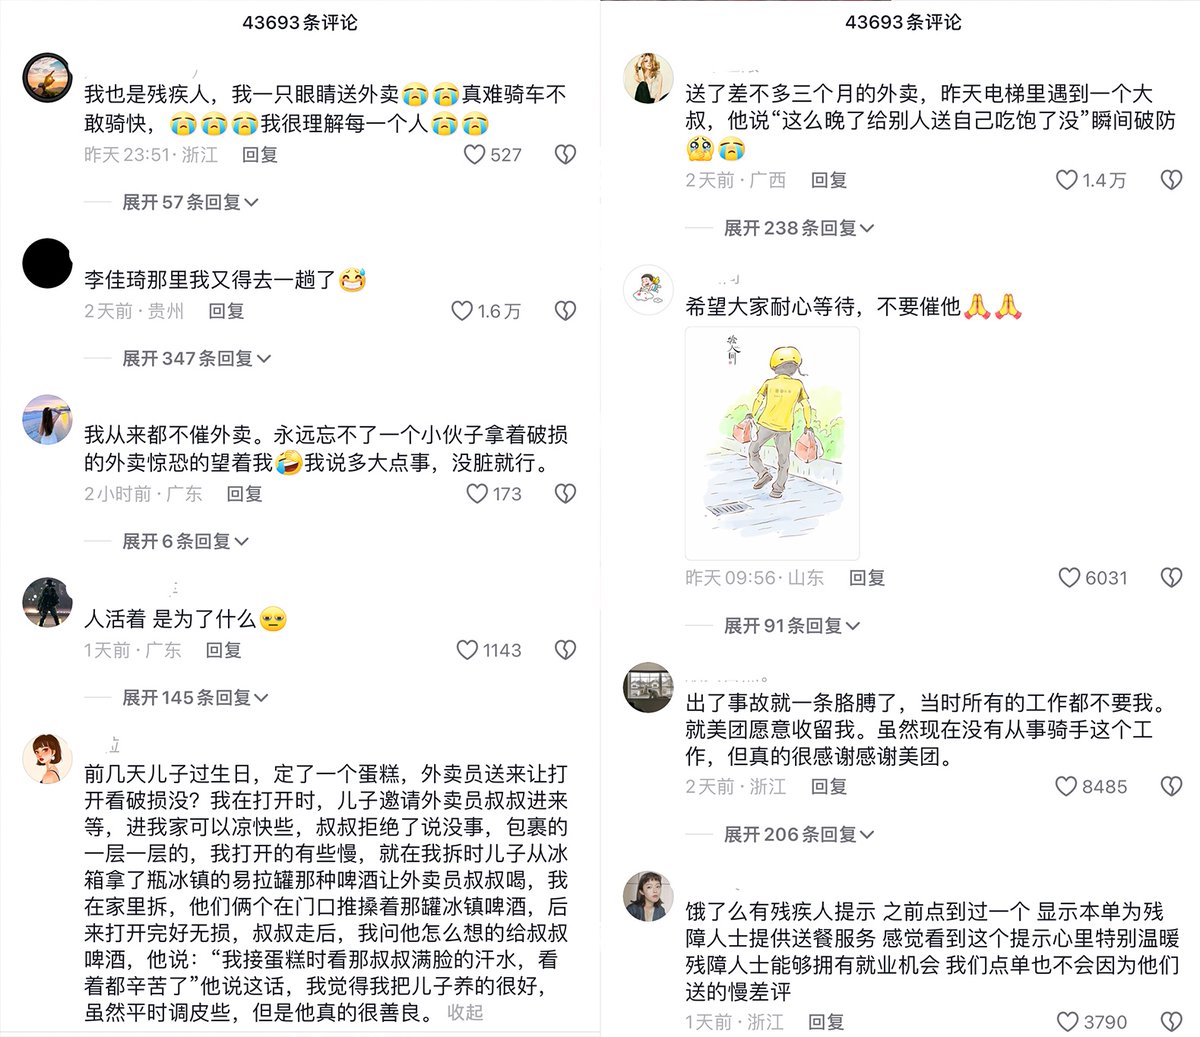 43693条评论
我也是残疾人，我一只眼睛送外卖😭😭真难骑车不
敢骑快，😭😭😭我很理解每一个人😭😭
昨天 23:51 · 浙江 回复 527
展开 57 条回复
李佳琦那里我又得去一趟了😅
2天前 · 贵州 回复 1.6万
展开 347 条回复
我从来都不催外卖。永远忘不了一个小伙子拿着破损
的外卖惊恐的望着我🤣我说多大点事，没脏就行。
2小时前 · 广东 回复 173
展开 6 条回复
人活着 是为了什么😑
1天前 · 广东 回复 1143
展开 145 条回复
前几天儿子过生日，定了一个蛋糕，外卖员送来让打
开看破损没？我在打开时，儿子邀请外卖员叔叔进来
等，进我家可以凉快些，叔叔拒绝了说没事，包裹的
一层一层的，我打开的有些慢，就在我拆时儿子从冰
箱拿了瓶冰镇的易拉罐那种啤酒让外卖员叔叔喝，我
在家里拆，他们俩个在门口推搡着那罐冰镇啤酒，后
来打开完好无损，叔叔走后，我问他怎么想的给叔叔
啤酒，他说：“我接蛋糕时看那叔叔满脸的汗水，看
着都辛苦了”他说这话，我觉得我把儿子养的很好，
虽然平时调皮些，但是他真的很善良。 收起
43693条评论
送了差不多三个月的外卖，昨天电梯里遇到一个大
叔，他说“这么晚了给别人送自己吃饱了没”瞬间破防
🥹😭
2天前 · 广西 回复 1.4万
展开 238 条回复
希望大家耐心等待，不要催他🙏🙏
绘人间
昨天 09:56 · 山东 回复 6031
展开 91 条回复
出了事故就一条胳膊了，当时所有的工作都不要我。
就美团愿意收留我。虽然现在没有从事骑手这个工
作，但真的很感谢感谢美团。
2天前 · 浙江 回复 8485
展开 206 条回复
饿了么有残疾人提示 之前点到过一个 显示本单为残
障人士提供送餐服务 感觉看到这个提示心里特别温暖
残障人士能够拥有就业机会 我们点单也不会因为他们
送的慢差评
1天前 · 浙江 回复 3790